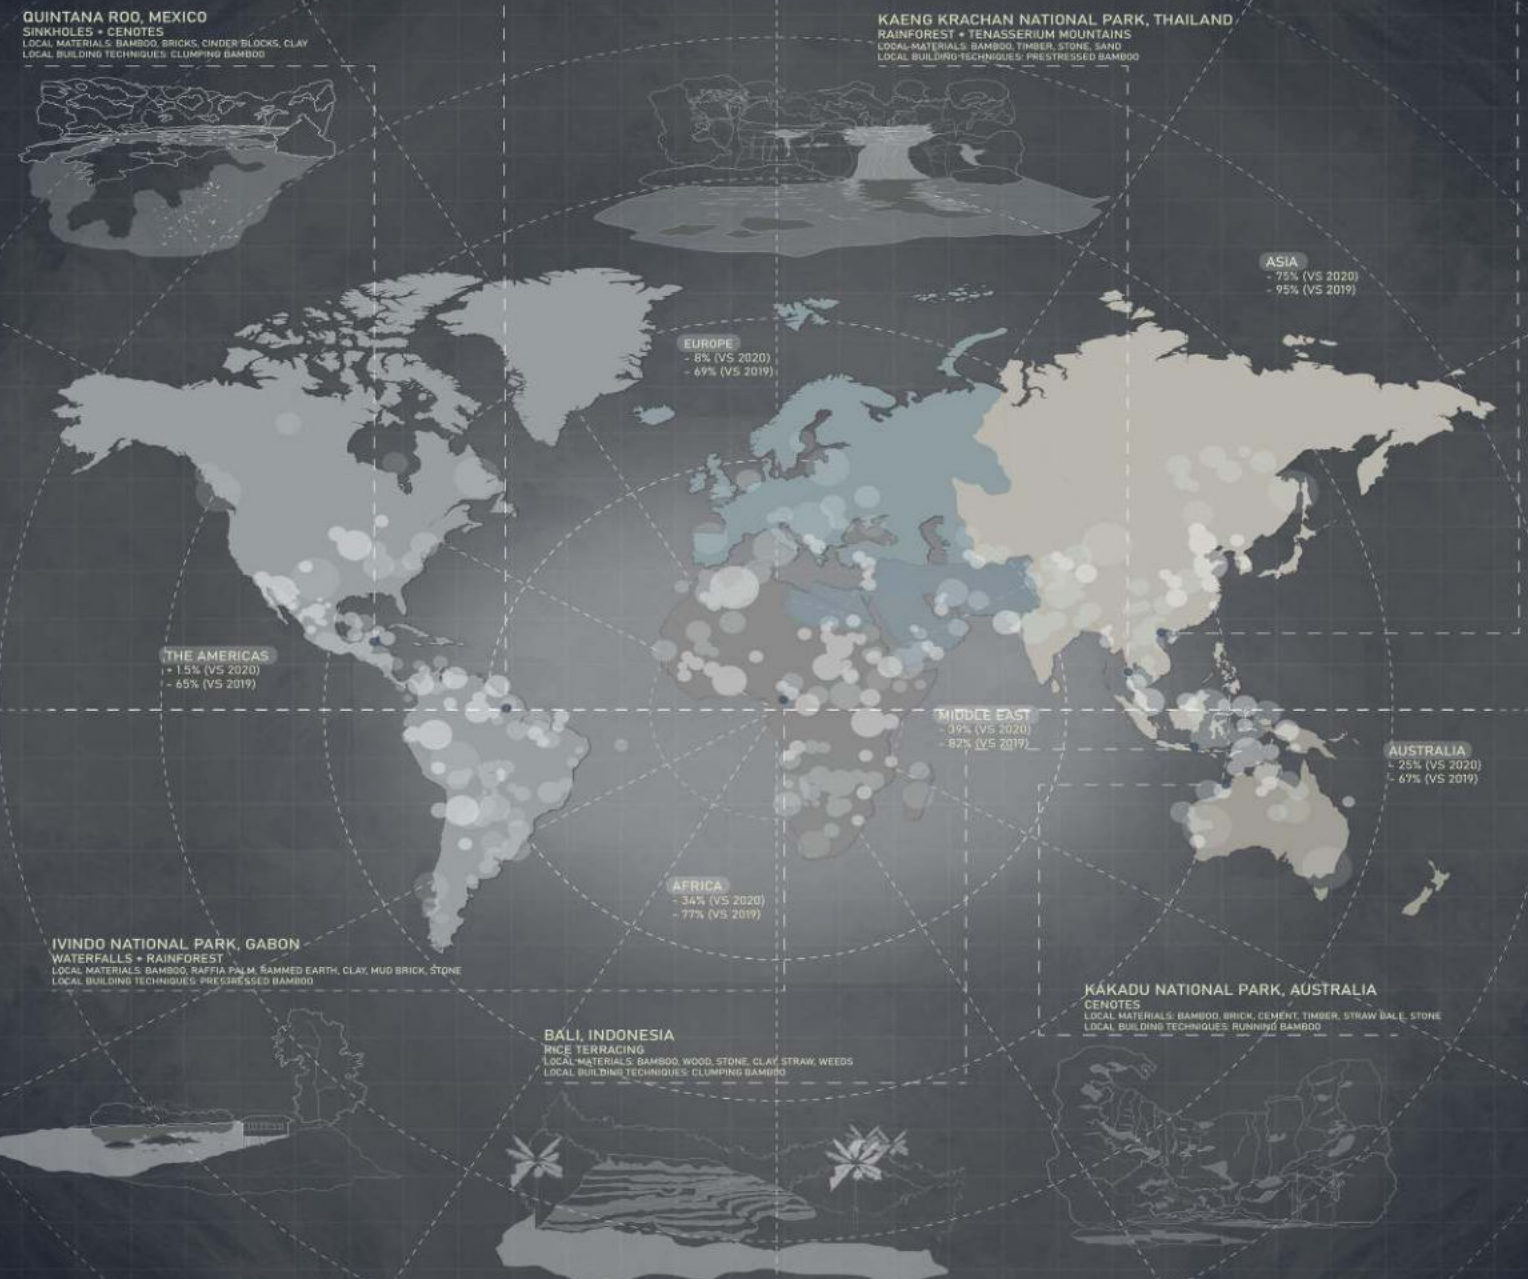 QUINTANA ROO, MEXICO
SINKHOLES + CENOTES
LOCAL MATERIALS: BAMBOO, BRICKS, CINDER BLOCKS, CLAY
LOCAL BUILDING TECHNIQUES: CLUMPING BAMBOO
KAENG KRACHAN NATIONAL PARK, THAILAND
RAINFOREST + TENASSERIUM MOUNTAINS
LOCAL MATERIALS: BAMBOO, TIMBER, STONE, SAND
LOCAL BUILDING TECHNIQUES: PRESTRESSED BAMBOO
ASIA
- 75% (VS 2020)
- 95% (VS 2019)
EUROPE
- 8% (VS 2020)
- 69% (VS 2019)
THE AMERICAS
+ 1.5% (VS 2020)
- 65% (VS 2019)
MIDDLE EAST
- 39% (VS 2020)
- 82% (VS 2019)
AUSTRALIA
- 25% (VS 2020)
- 67% (VS 2019)
AFRICA
- 34% (VS 2020)
- 77% (VS 2019)
IVINDO NATIONAL PARK, GABON
WATERFALLS + RAINFOREST
LOCAL MATERIALS: BAMBOO, RAFFIA PALM, RAMMED EARTH, CLAY, MUD BRICK, STONE
LOCAL BUILDING TECHNIQUES: PRESTRESSED BAMBOO
KAKADU NATIONAL PARK, AUSTRALIA
CENOTES
LOCAL MATERIALS: BAMBOO, BRICK, CEMENT, TIMBER, STRAW BALE, STONE
LOCAL BUILDING TECHNIQUES: RUNNING BAMBOO
BALI, INDONESIA
RICE TERRACING
LOCAL MATERIALS: BAMBOO, WOOD, STONE, CLAY, STRAW, WEEDS
LOCAL BUILDING TECHNIQUES: CLUMPING BAMBOO